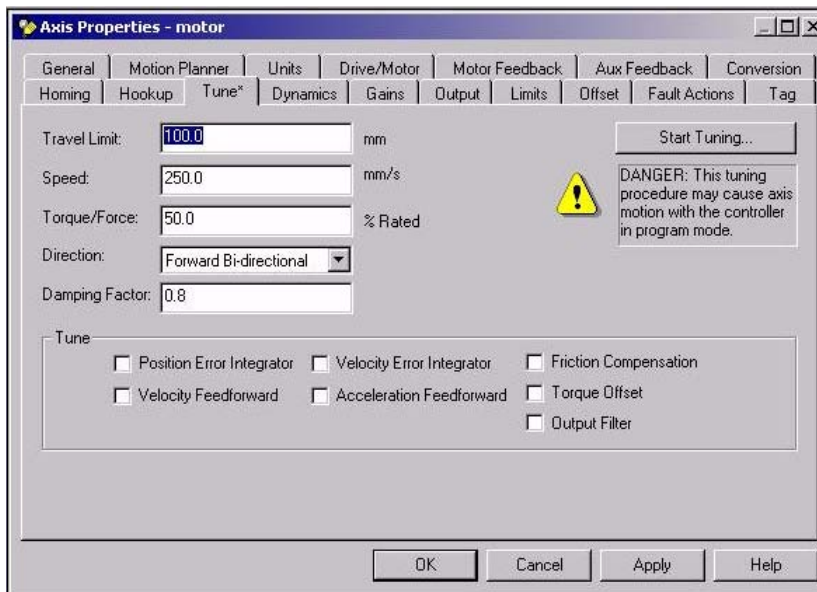 Axis Properties - motor
General Motion Planner Units Drive/Motor Motor Feedback Aux Feedback Conversion
Homing Hookup Tune* Dynamics Gains Output Limits Offset Fault Actions Tag
Travel Limit: 100.0 mm Start Tuning...
Speed: 250.0 mm/s
DANGER: This tuning
procedure may cause axis
motion with the controller
in program mode.
Torque/Force: 50.0 % Rated
Direction: Forward Bi-directional
Damping Factor: 0.8
Tune
Position Error Integrator Velocity Error Integrator Friction Compensation
Velocity Feedforward Acceleration Feedforward Torque Offset
Output Filter
OK Cancel Apply Help